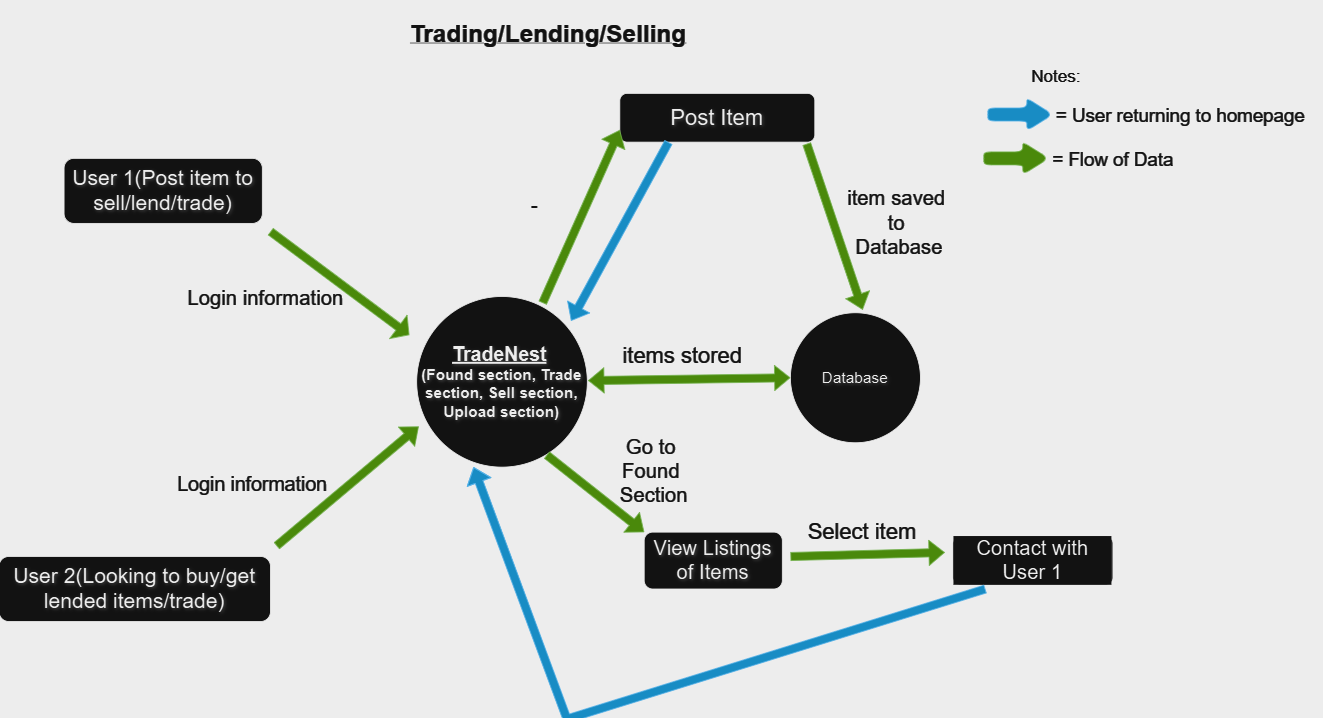 Trading/Lending/Selling
Notes:
= User returning to homepage
= Flow of Data
Post Item
User 1(Post item to
sell/lend/trade)
-
item saved
to
Database
Login information
TradeNest
(Found section, Trade
section, Sell section,
Upload section)
items stored
Database
Go to
Found
Section
Login information
Select item
View Listings
of Items
Contact with
User 1
User 2(Looking to buy/get
lended items/trade)